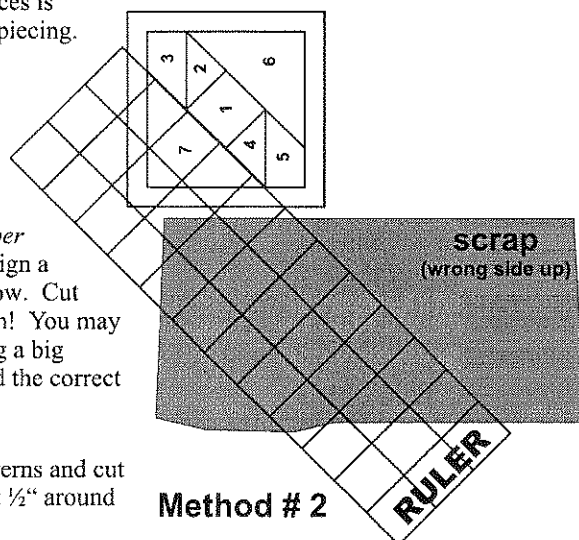 ces is
piecing.
3
2
6
1
7
4
5
per
ign a
ow. Cut
h! You may
g a big
d the correct
scrap
(wrong side up)
erns and cut
t ½“ around
Method # 2
RULER